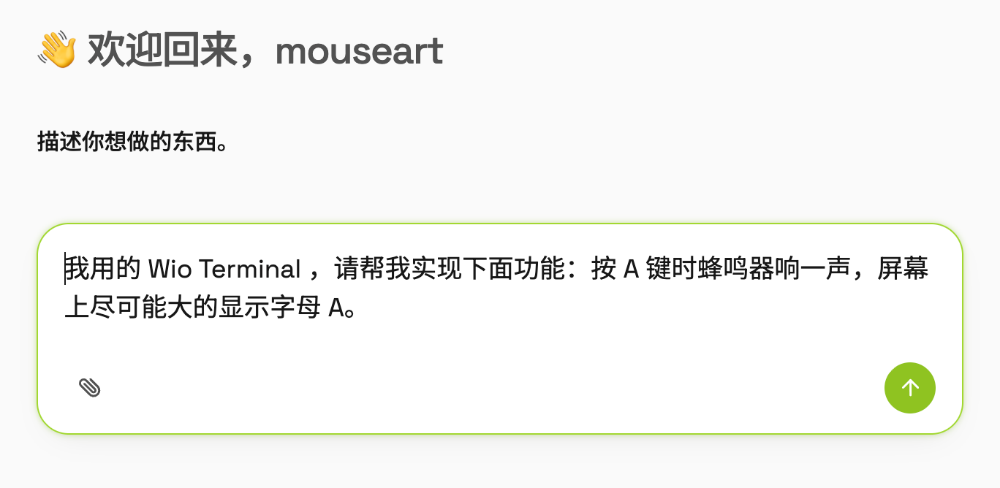 👋 欢迎回来，mouseart
描述你想做的东西。
我用的 Wio Terminal ，请帮我实现下面功能：按 A 键时蜂鸣器响一声，屏幕
上尽可能大的显示字母 A。